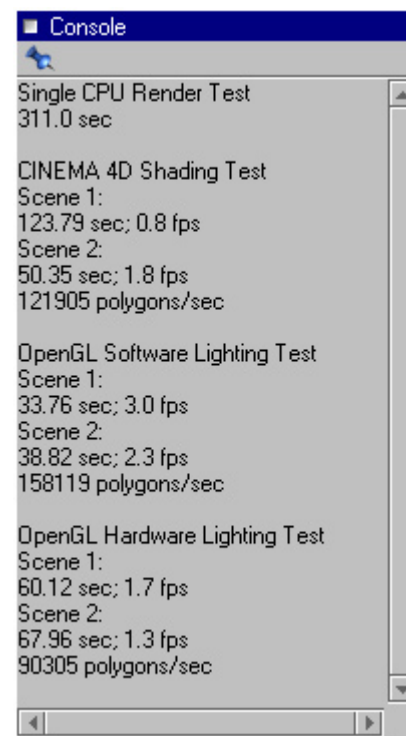 Console
Single CPU Render Test
311.0 sec
CINEMA 4D Shading Test
Scene 1:
123.79 sec; 0.8 fps
Scene 2:
50.35 sec; 1.8 fps
121905 polygons/sec
OpenGL Software Lighting Test
Scene 1:
33.76 sec; 3.0 fps
Scene 2:
38.82 sec; 2.3 fps
158119 polygons/sec
OpenGL Hardware Lighting Test
Scene 1:
60.12 sec; 1.7 fps
Scene 2:
67.96 sec; 1.3 fps
90305 polygons/sec